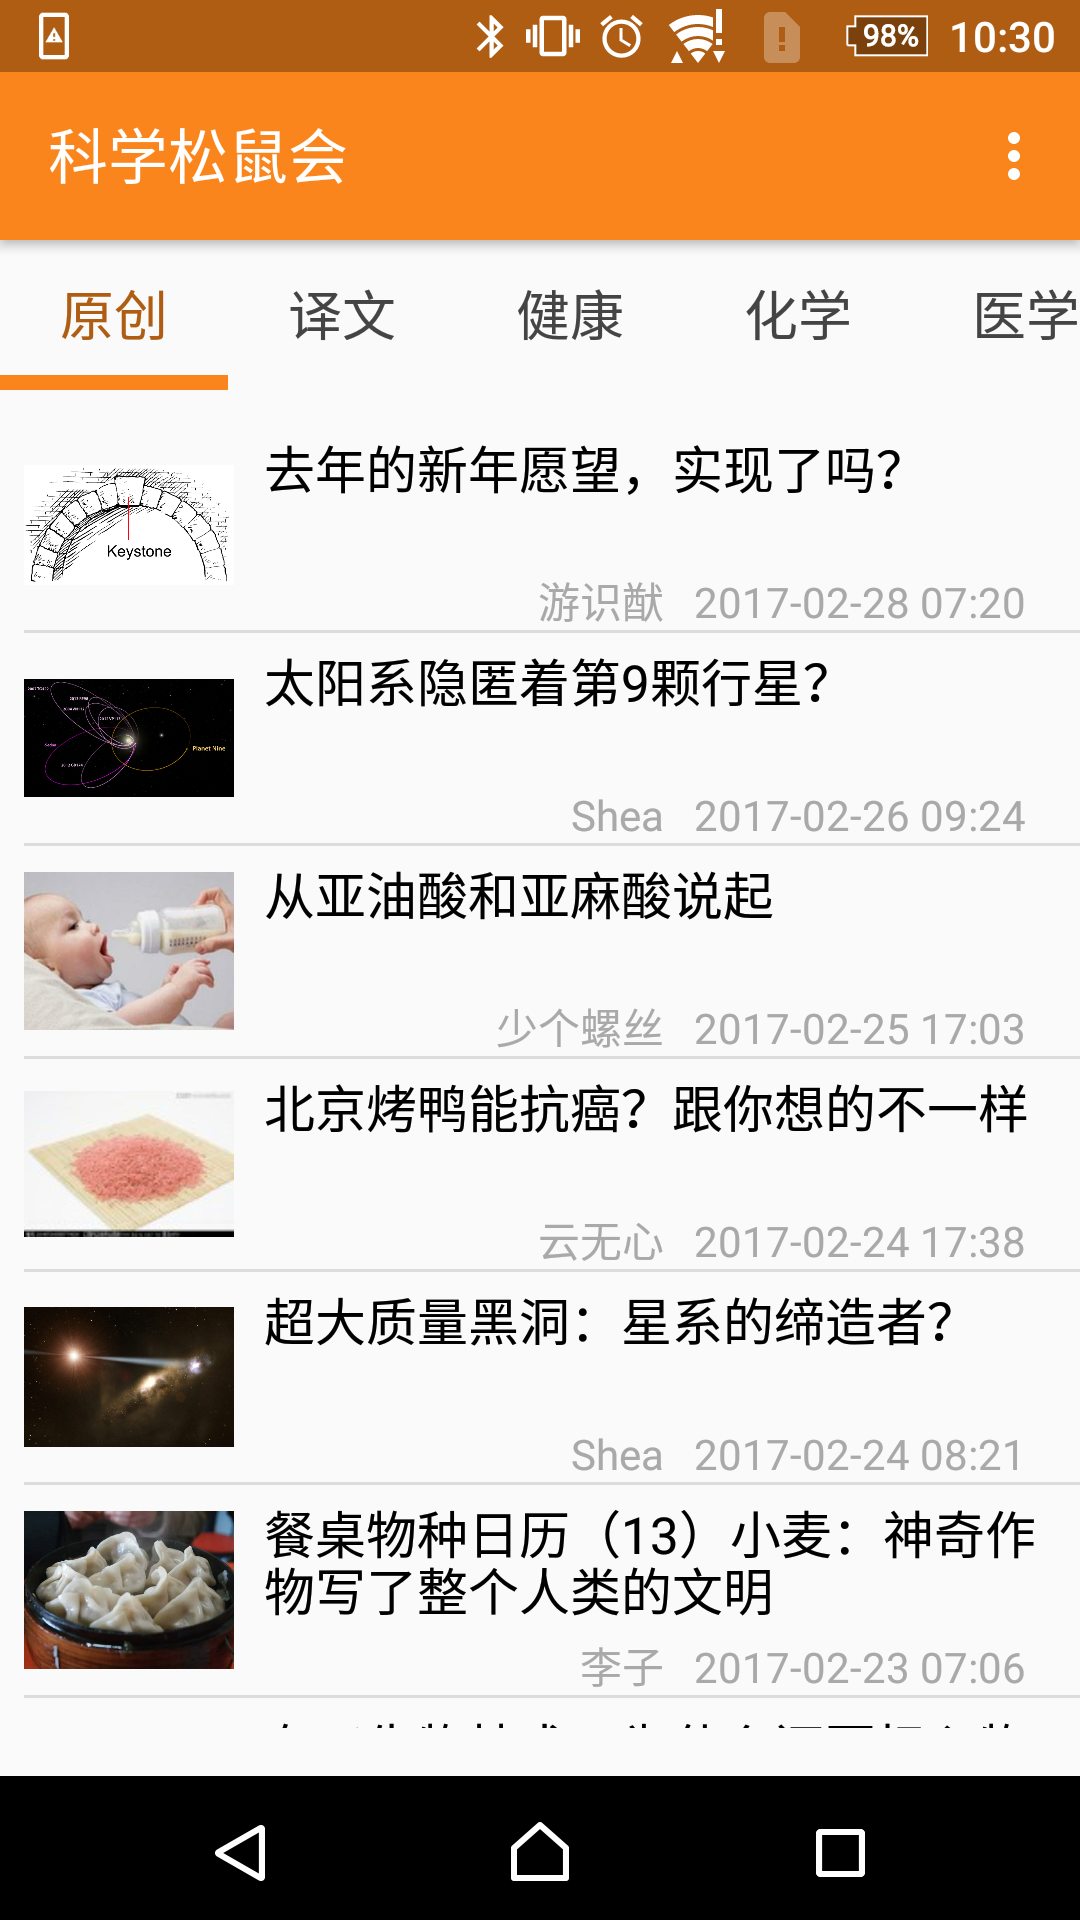 98% 10:30
科学松鼠会
原创 译文 健康 化学 医学
去年的新年愿望，实现了吗？
Keystone
游识猷 2017-02-28 07:20
太阳系隐匿着第9颗行星？
Planet Nine
Shea 2017-02-26 09:24
从亚油酸和亚麻酸说起
少个螺丝 2017-02-25 17:03
北京烤鸭能抗癌？跟你想的不一样
云无心 2017-02-24 17:38
超大质量黑洞：星系的缔造者？
Shea 2017-02-24 08:21
餐桌物种日历（13）小麦：神奇作
物写了整个人类的文明
李子 2017-02-23 07:06